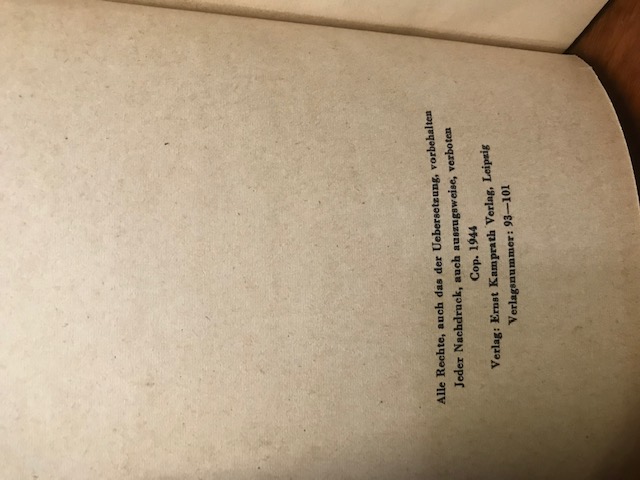 Alle Rechte, auch das der Uebersetzung, vorbehalten
Jeder Nachdruck, auch auszugsweise, verboten
Cop. 1944
Verlag: Ernst Kamprath Verlag, Leipzig
Verlagsnummer: 93—101